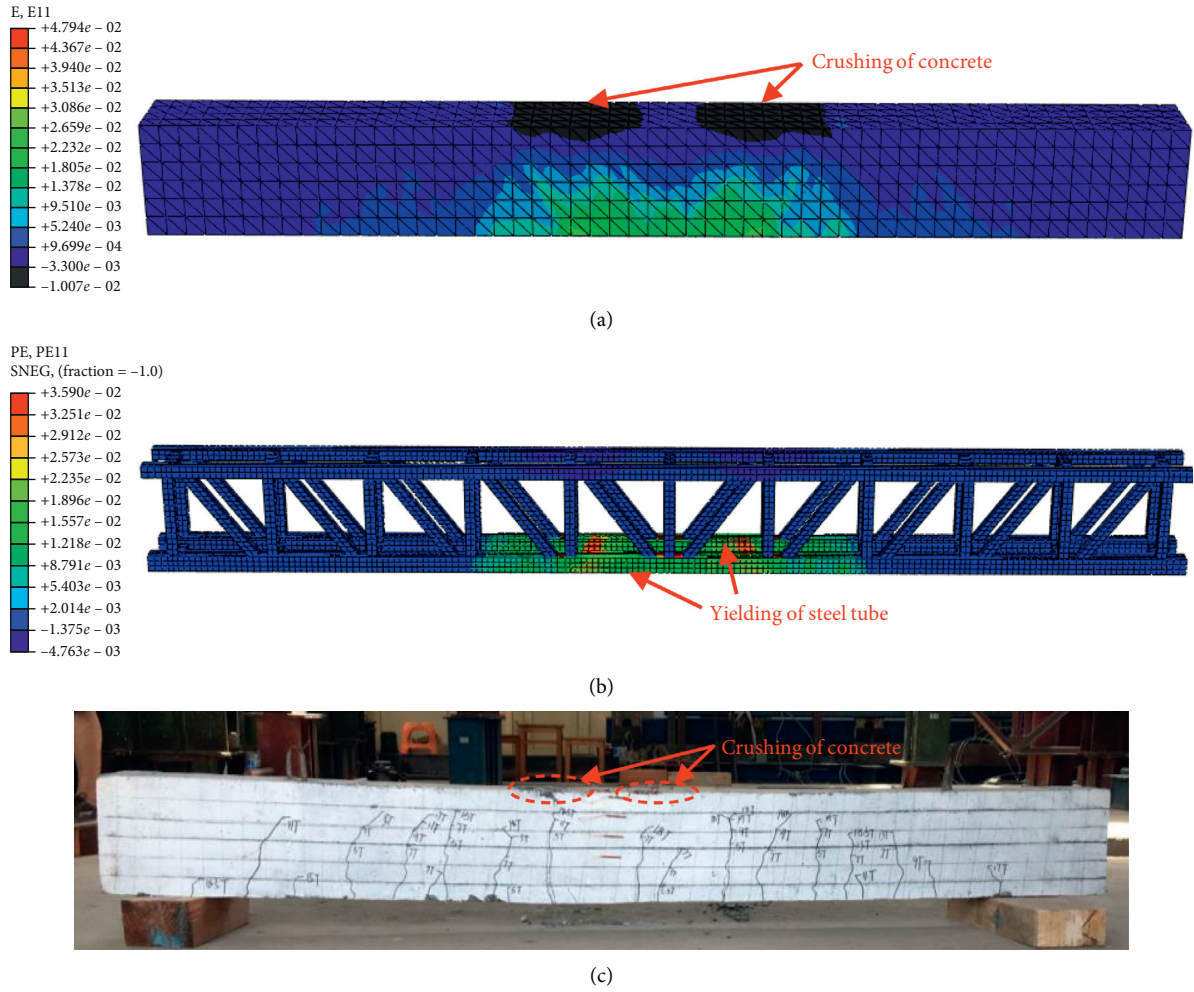 E, E11
+4.794e – 02
+4.367e – 02
+3.940e – 02
+3.513e – 02
+3.086e – 02
+2.659e – 02
+2.232e – 02
+1.805e – 02
+1.378e – 02
+9.510e – 03
+5.240e – 03
+9.699e – 04
–3.300e – 03
–1.007e – 02
Crushing of concrete
(a)
PE, PE11
SNEG, (fraction = –1.0)
+3.590e – 02
+3.251e – 02
+2.912e – 02
+2.573e – 02
+2.235e – 02
+1.896e – 02
+1.557e – 02
+1.218e – 02
+8.791e – 03
+5.403e – 03
+2.014e – 03
–1.375e – 03
–4.763e – 03
Yielding of steel tube
(b)
Crushing of concrete
(c)